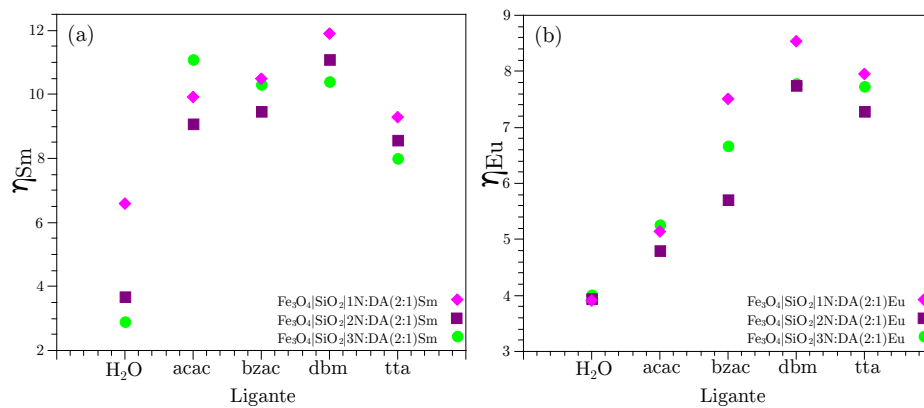 (a)
ηSm
12
10
8
6
4
2
Fe₃O₄|SiO₂|1N:DA(2:1)Sm
Fe₃O₄|SiO₂|2N:DA(2:1)Sm
Fe₃O₄|SiO₂|3N:DA(2:1)Sm
H₂O acac bzac dbm tta
Ligante
(b)
ηEu
9
8
7
6
5
4
3
Fe₃O₄|SiO₂|1N:DA(2:1)Eu
Fe₃O₄|SiO₂|2N:DA(2:1)Eu
Fe₃O₄|SiO₂|3N:DA(2:1)Eu
H₂O acac bzac dbm tta
Ligante